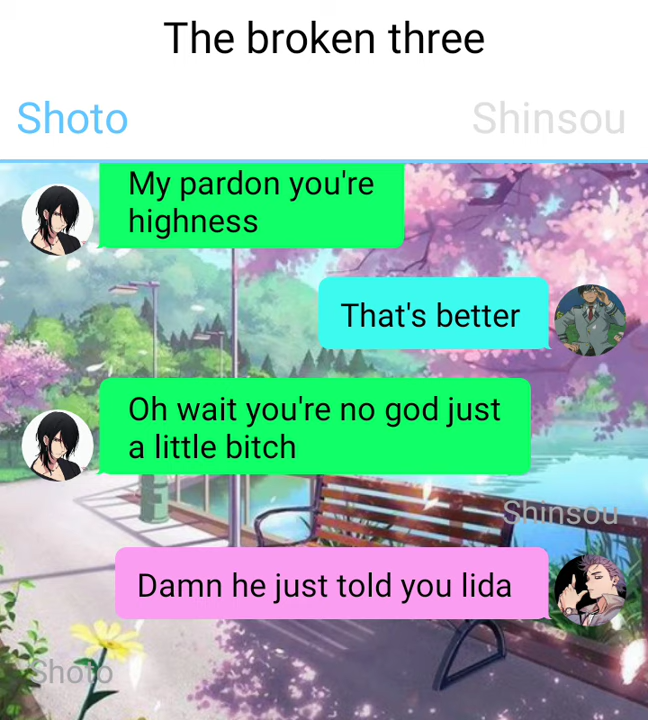 The broken three
Shoto
Shinsou
My pardon you're
highness
That's better
Oh wait you're no god just
a little bitch
Shinsou
Damn he just told you lida
Shoto